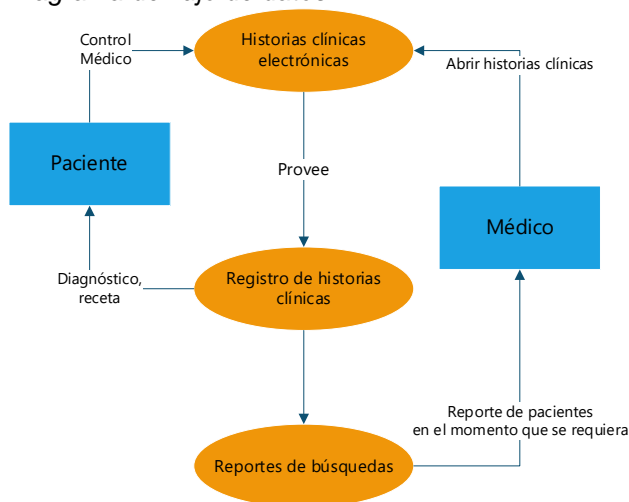 Control
Médico
Historias clínicas
electrónicas
Abrir historias clínicas
Paciente
Provee
Médico
Diagnóstico,
receta
Registro de historias
clínicas
Reporte de pacientes
en el momento que se requiera
Reportes de búsquedas